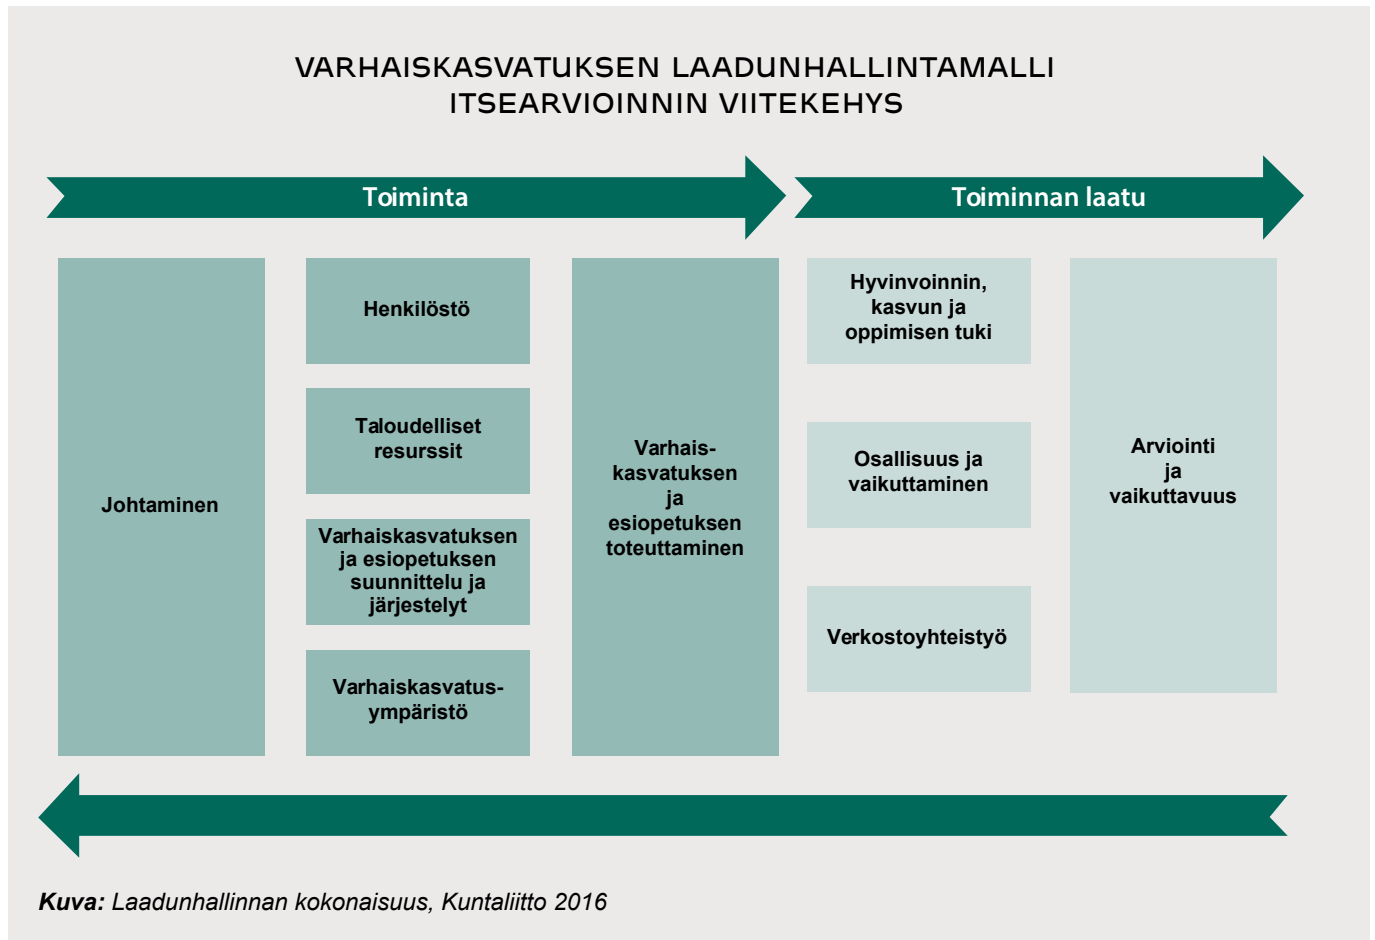 VARHAISKASVATUKSEN LAADUNHALLINTAMALLI
ITSEARVIOINNIN VIITEKEHYS
Toiminta
Toiminnan laatu
Johtaminen
Henkilöstö
Taloudelliset
resurssit
Varhaiskasvatuksen
ja esiopetuksen
suunnittelu ja
järjestelyt
Varhaiskasvatus-
ympäristö
Varhais-
kasvatuksen
ja
esiopetuksen
toteuttaminen
Hyvinvoinnin,
kasvun ja
oppimisen tuki
Osallisuus ja
vaikuttaminen
Verkostoyhteistyö
Arviointi
ja
vaikuttavuus
Kuva: Laadunhallinnan kokonaisuus, Kuntaliitto 2016